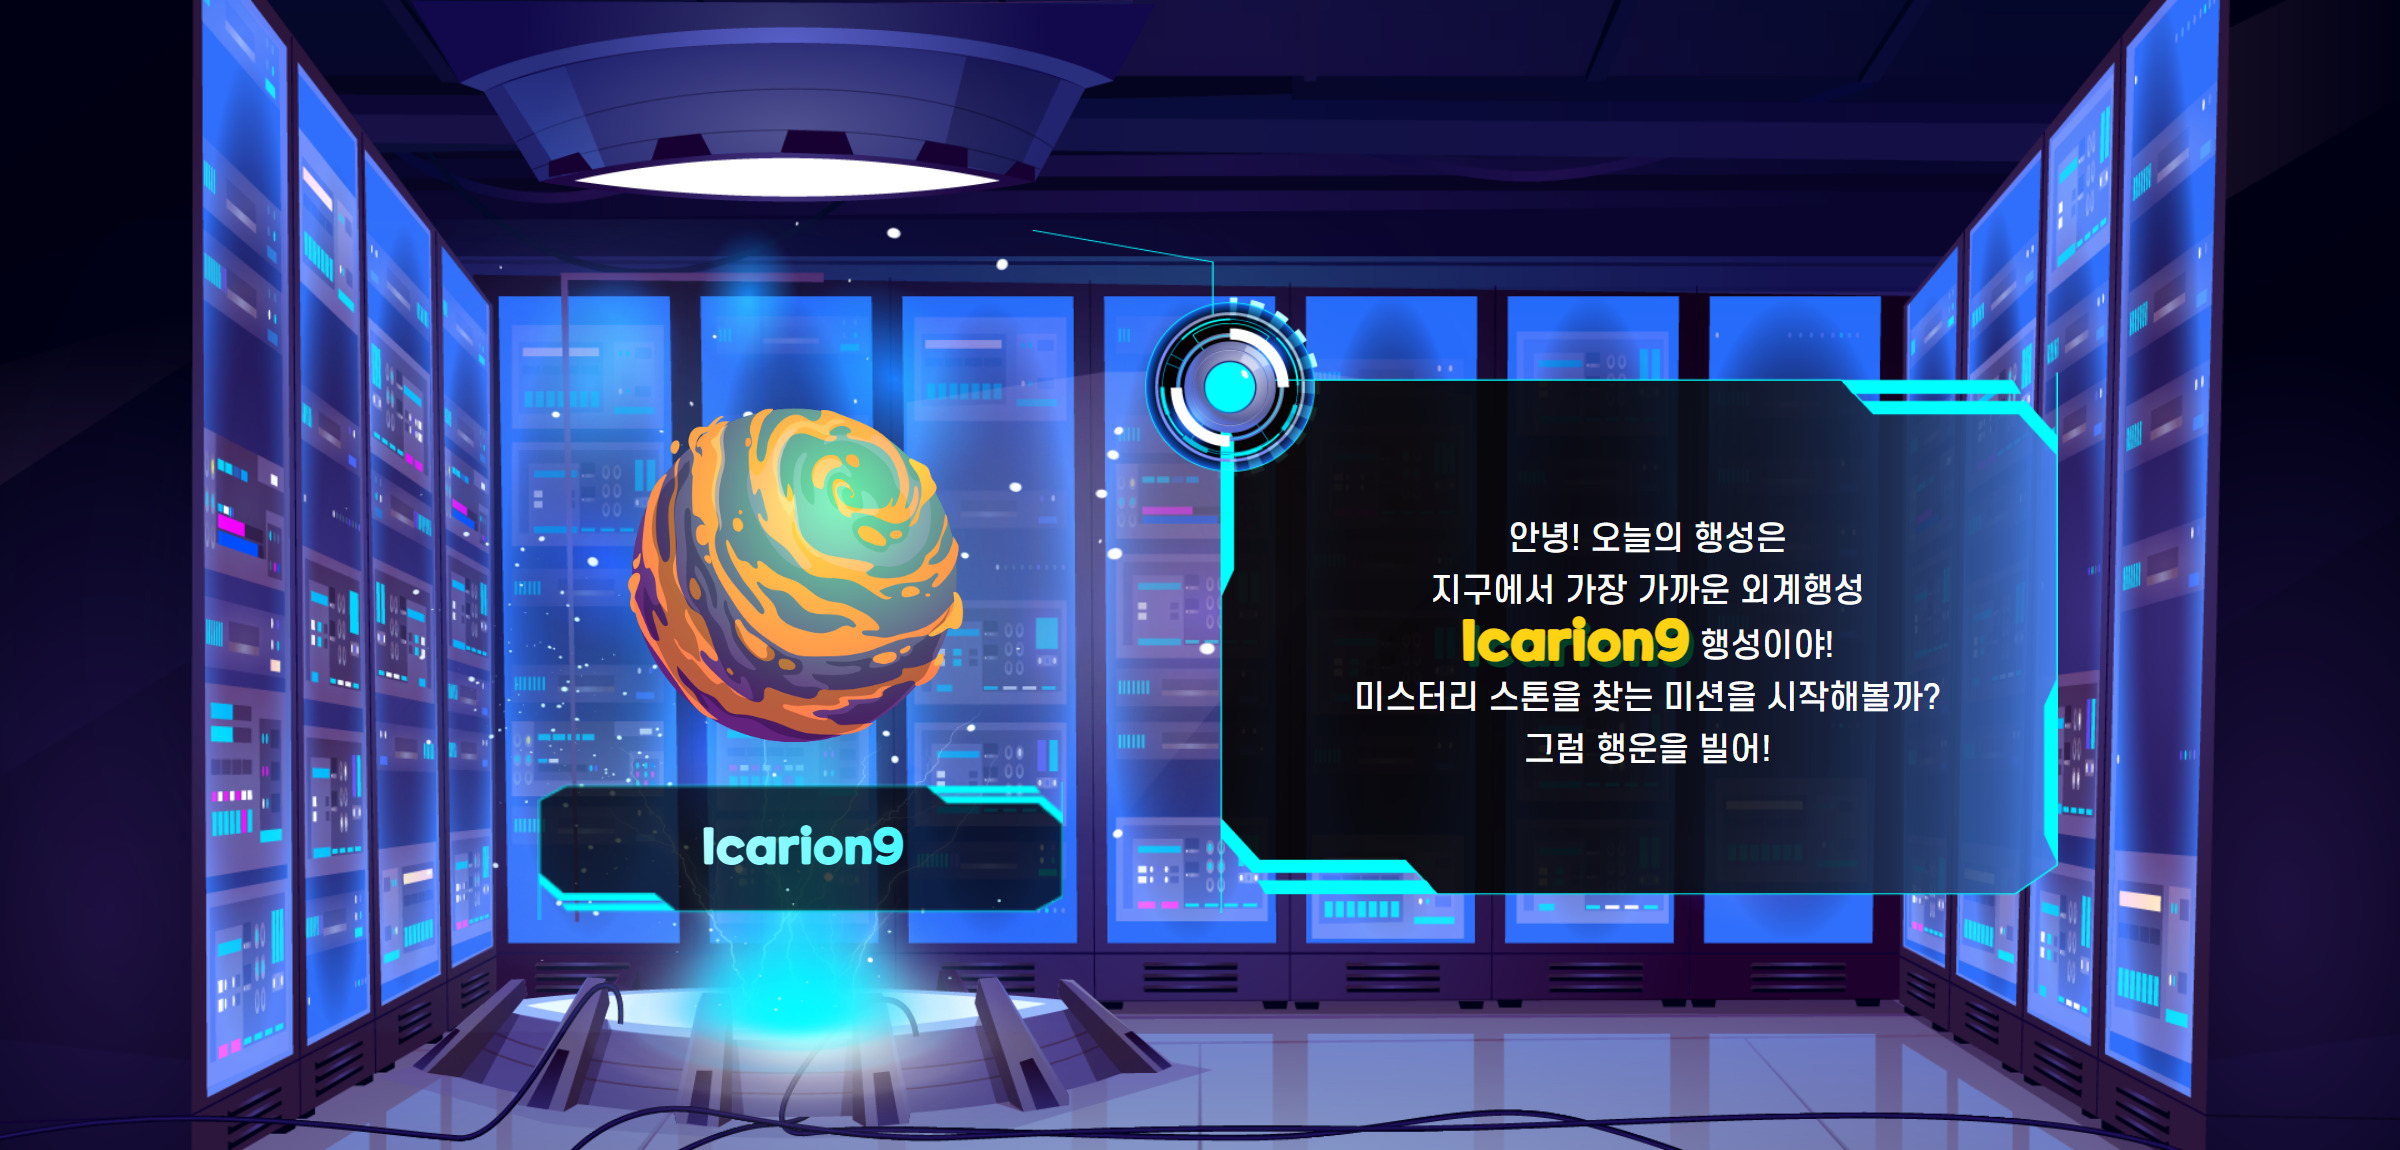 안녕! 오늘의 행성은
지구에서 가장 가까운 외계행성
Icarion9 행성이야!
미스터리 스톤을 찾는 미션을 시작해볼까?
그럼 행운을 빌어!
Icarion9